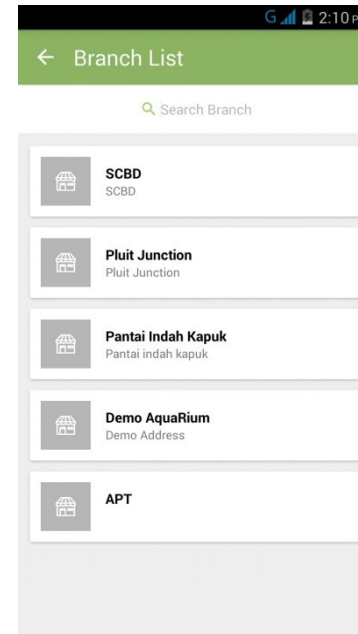 G 2:10 P
Branch List
Search Branch
SCBD
SCBD
Pluit Junction
Pluit Junction
Pantai Indah Kapuk
Pantai indah kapuk
Demo AquaRium
Demo Address
APT